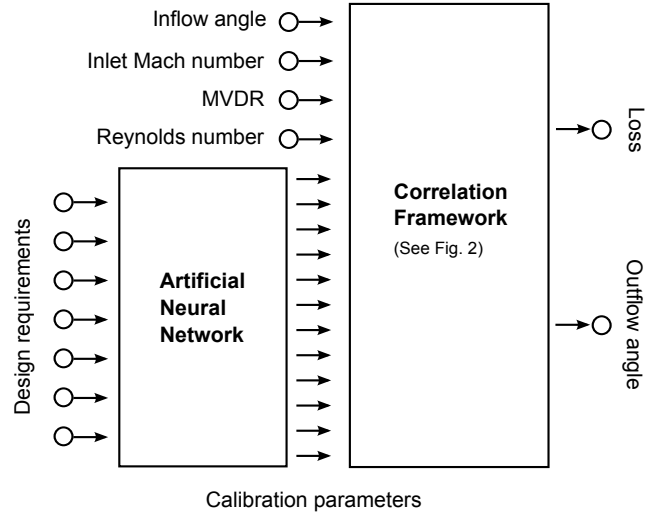 Inflow angle
Inlet Mach number
MVDR
Reynolds number
Design requirements
Artificial
Neural
Network
Correlation
Framework
(See Fig. 2)
Loss
Outflow angle
Calibration parameters